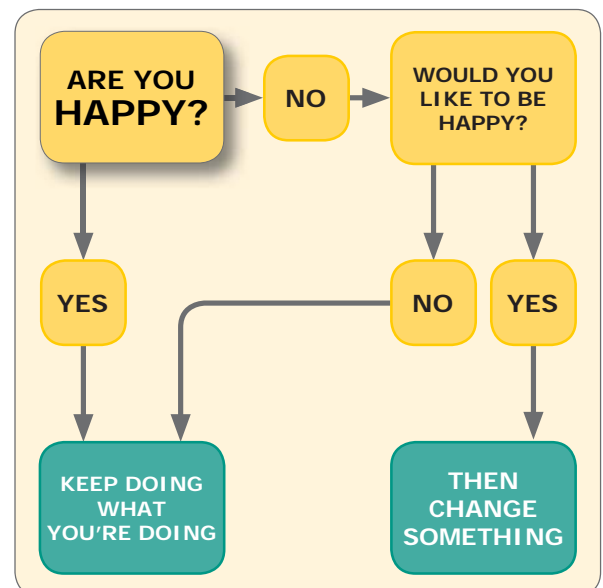 ARE YOU
HAPPY?
NO
WOULD YOU
LIKE TO BE
HAPPY?
YES
NO
YES
KEEP DOING
WHAT
YOU'RE DOING
THEN
CHANGE
SOMETHING